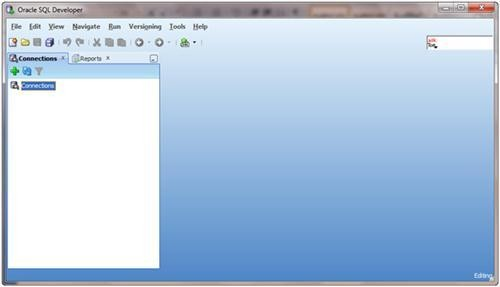 Oracle SQL Developer
File Edit View Navigate Run Versioning Tools Help
Connections x Reports x
Connections
Editing